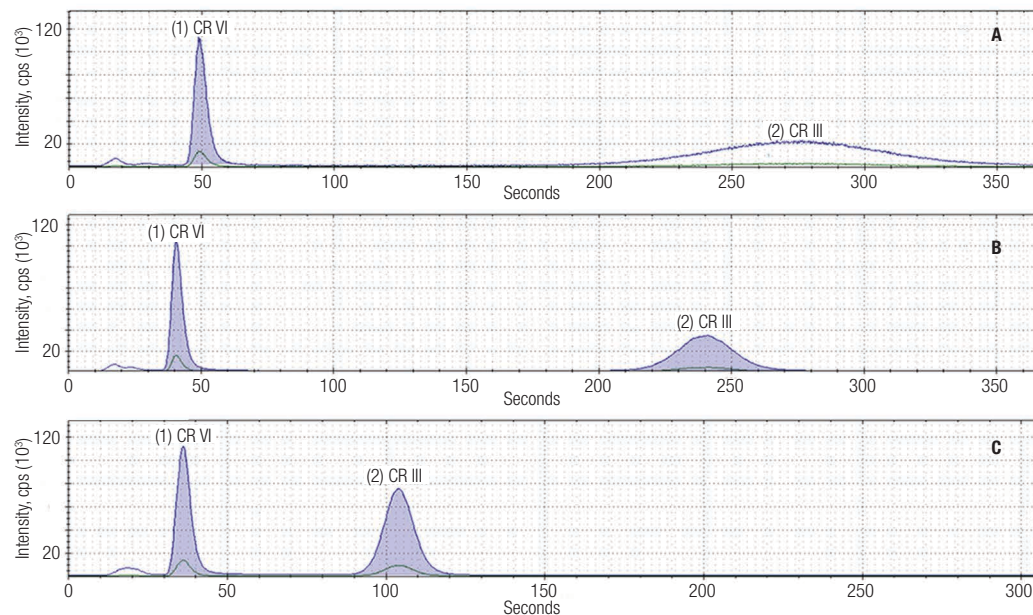 Intensity, cps (10³)
120
20
(1) CR VI
(2) CR III
A
0 50 100 150 200 250 300 350
Seconds
Intensity, cps (10³)
120
20
(1) CR VI
(2) CR III
B
0 50 100 150 200 250 300 350
Seconds
Intensity, cps (10³)
120
20
(1) CR VI
(2) CR III
C
0 50 100 150 200 250 300
Seconds